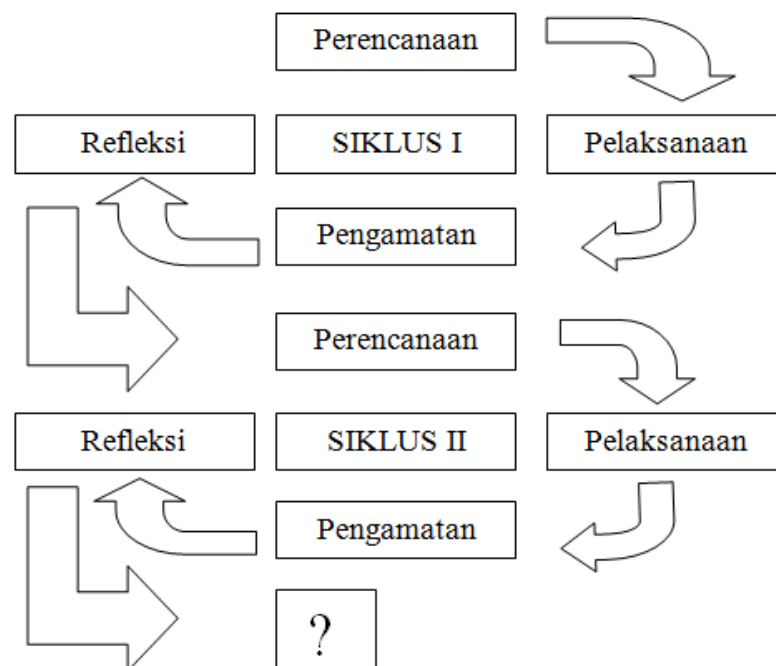 Perencanaan
Refleksi SIKLUS I Pelaksanaan
Pengamatan
Perencanaan
Refleksi SIKLUS II Pelaksanaan
Pengamatan
?